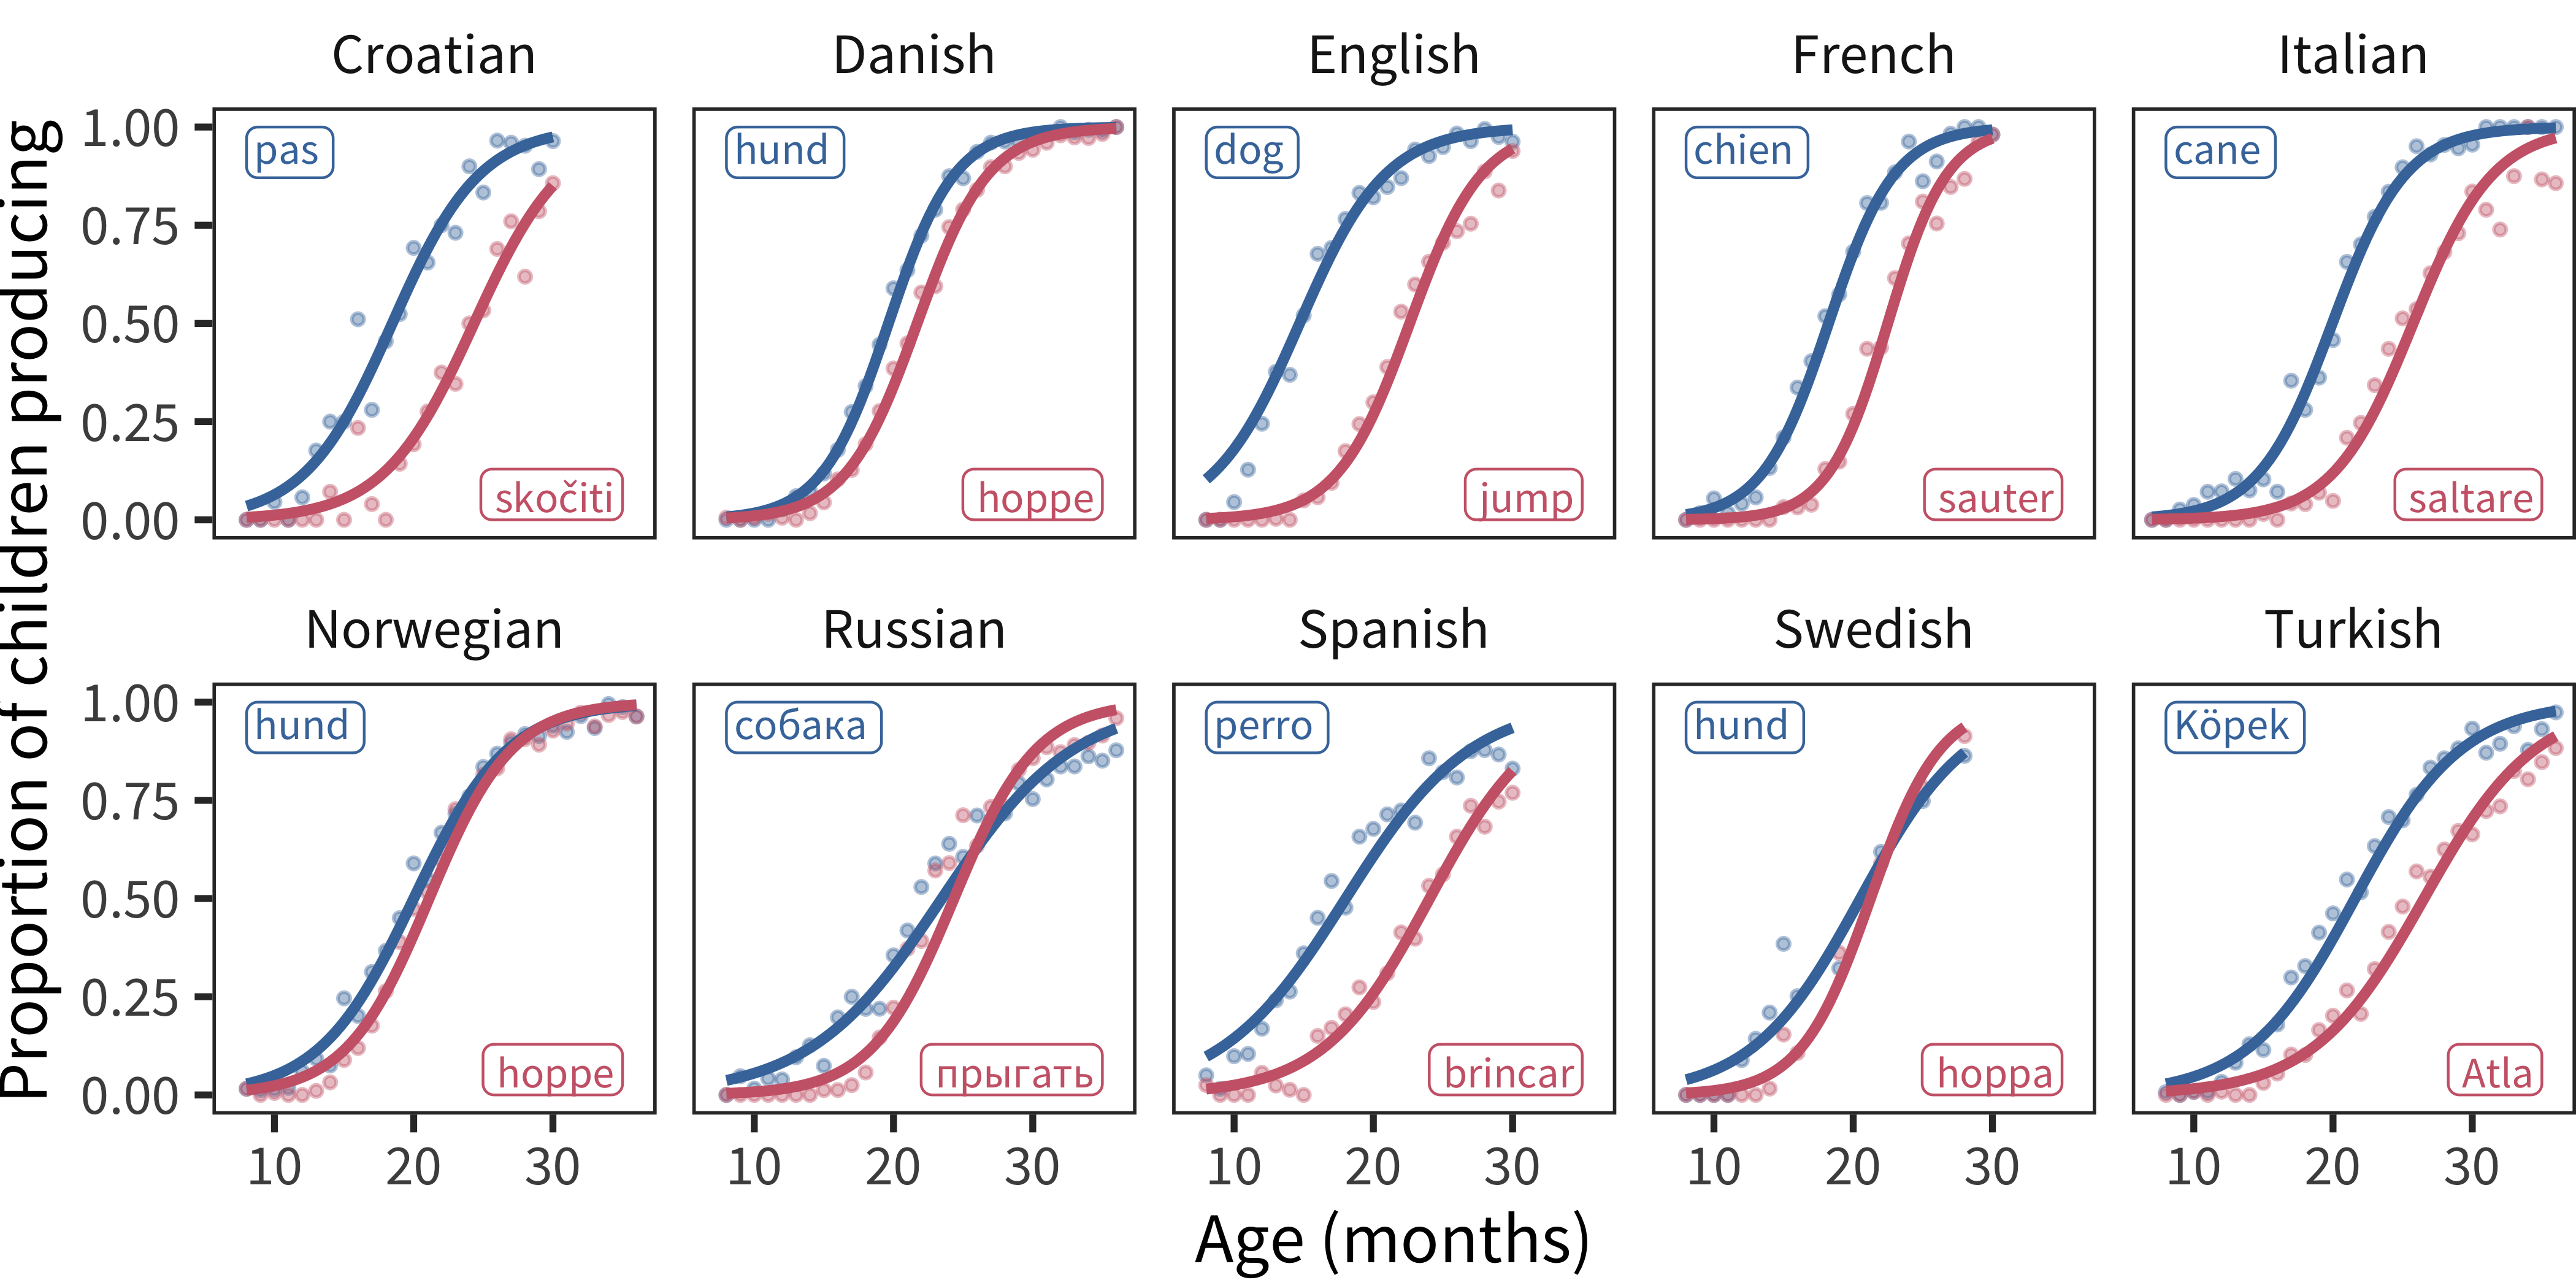 Croatian Danish English French Italian
Proportion of children producing
1.00
0.75
0.50
0.25
0.00
pas
skočiti
hund
hoppe
dog
jump
chien
sauter
cane
saltare
Norwegian Russian Spanish Swedish Turkish
1.00
0.75
0.50
0.25
0.00
hund
hoppe
собака
прыгать
perro
brincar
hund
hoppa
Köpek
Atla
10 20 30 10 20 30 10 20 30 10 20 30 10 20 30
Age (months)